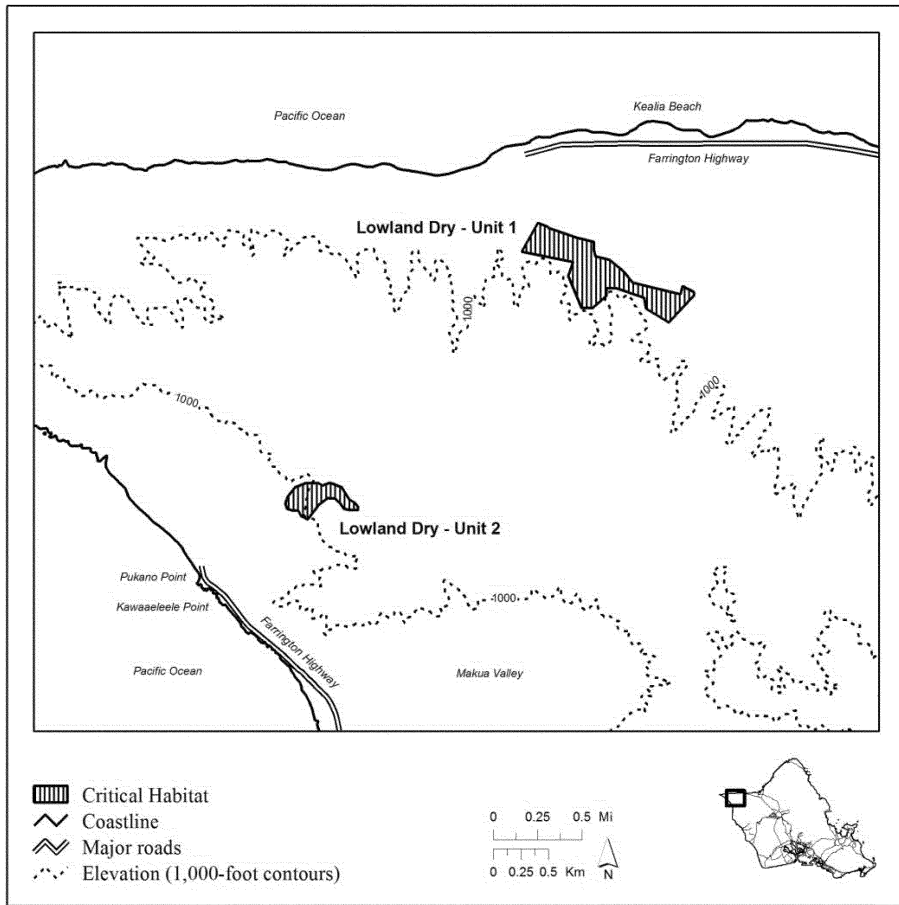 Kealia Beach
Pacific Ocean
Farrington Highway
Lowland Dry - Unit 1
1000
1000
1000
Lowland Dry - Unit 2
Pukano Point
1000
Kawaaeleele Point
Farrington Highway
Pacific Ocean
Makua Valley
Critical Habitat
Coastline
Major roads
Elevation (1,000-foot contours)
0 0.25 0.5 Mi
0 0.25 0.5 Km
N